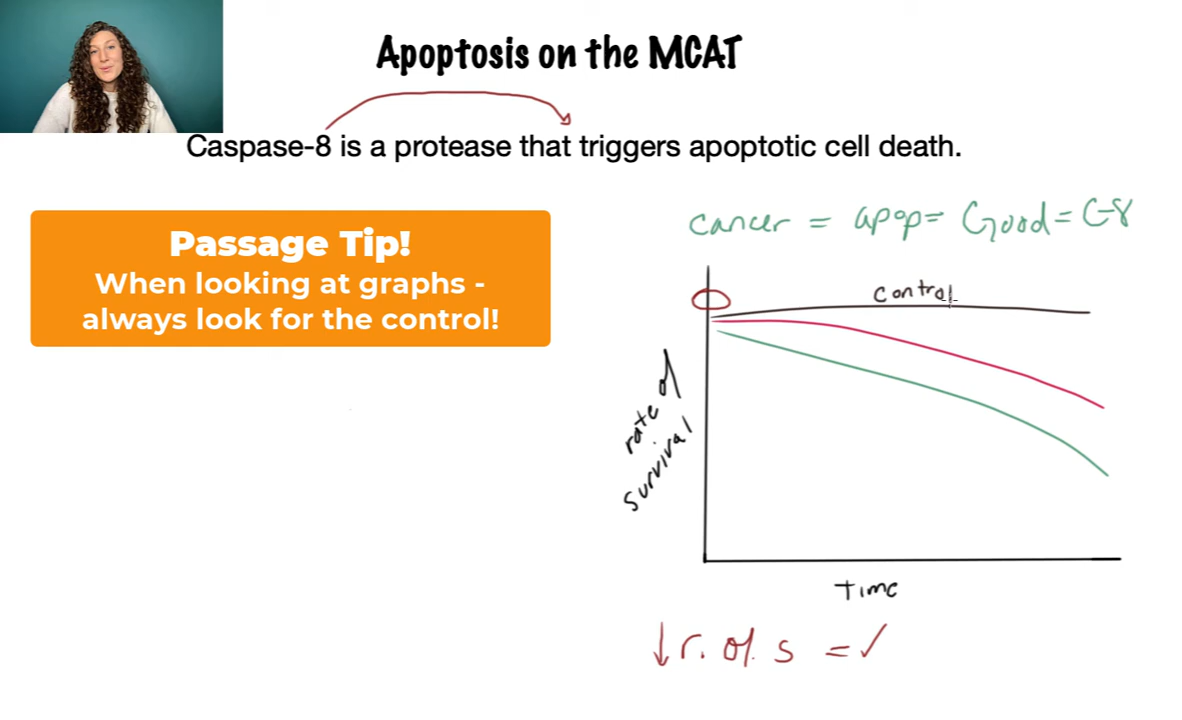 Apoptosis on the MCAT
Caspase-8 is a protease that triggers apoptotic cell death.
Passage Tip!
When looking at graphs -
always look for the control!
cancer = apop= Good = C-8
control
rate of
survival
Time
↓ r. of s = ✓